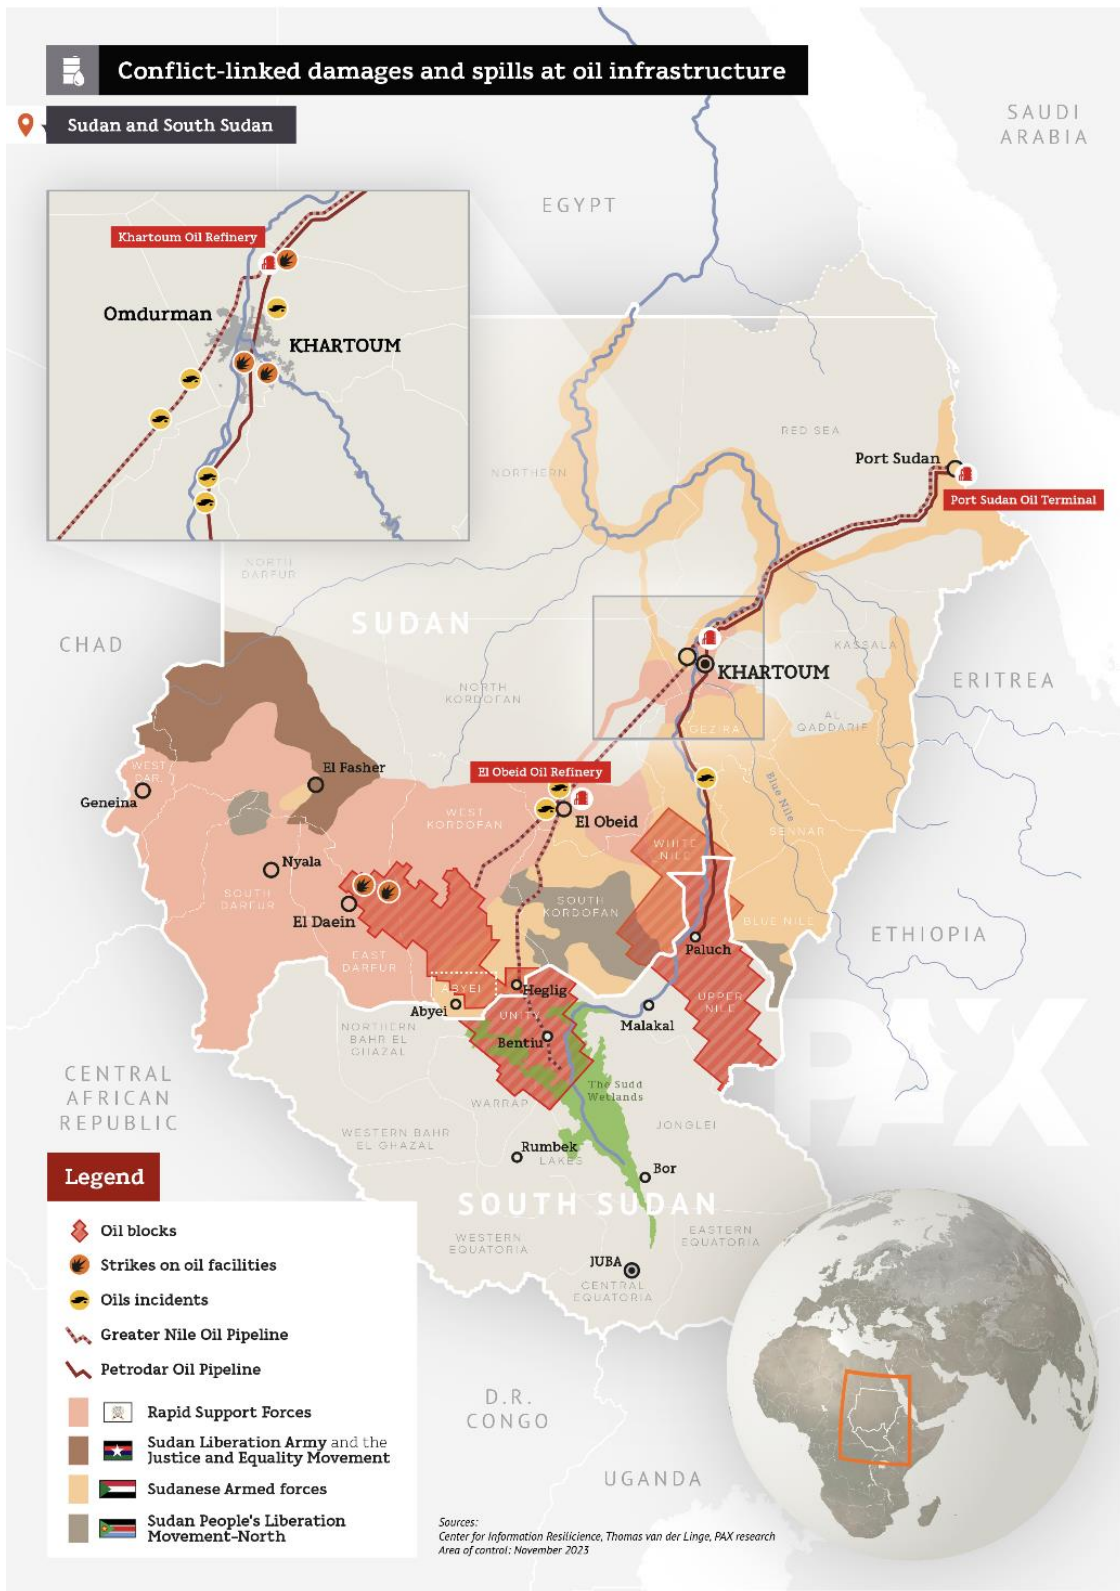 Conflict-linked damages and spills at oil infrastructure
Sudan and South Sudan
SAUDI
ARABIA
EGYPT
Khartoum Oil Refinery
Omdurman
KHARTOUM
RED SEA
Port Sudan
Port Sudan Oil Terminal
NORTHERN
NORTH
DARFUR
SUDAN
CHAD
KASSALA
KHARTOUM
ERITREA
NORTH
KORDOFAN
AL
QADDARIF
GEZIRA
El Obeid Oil Refinery
WEST
DAR.
El Fasher
Geneina
Blue Nile
WEST
KORDOFAN
El Obeid
SENNAR
WHITE
NILE
Nyala
SOUTH
DARFUR
SOUTH
KORDOFAN
El Daein
BLUE NILE
ETHIOPIA
Paluch
EAST
DARFUR
ABYEI
Heglig
UPPER
NILE
Abyei
UNITY
Malakal
NORTHERN
BAHR EL
GHAZAL
Bentiu
PAX
CENTRAL
AFRICAN
REPUBLIC
The Sudd
Wetlands
WARRAP
JONGLEI
WESTERN BAHR
EL GHAZAL
Rumbek
LAKES
Bor
SOUTH SUDAN
WESTERN
EQUATORIA
EASTERN
EQUATORIA
JUBA
CENTRAL
EQUATORIA
Legend
Oil blocks
Strikes on oil facilities
Oils incidents
Greater Nile Oil Pipeline
Petrodar Oil Pipeline
Rapid Support Forces
Sudan Liberation Army and the
Justice and Equality Movement
Sudanese Armed forces
Sudan People's Liberation
Movement-North
D.R.
CONGO
UGANDA
Sources:
Center for Information Resilicience, Thomas van der Linge, PAX research
Area of control: November 2023